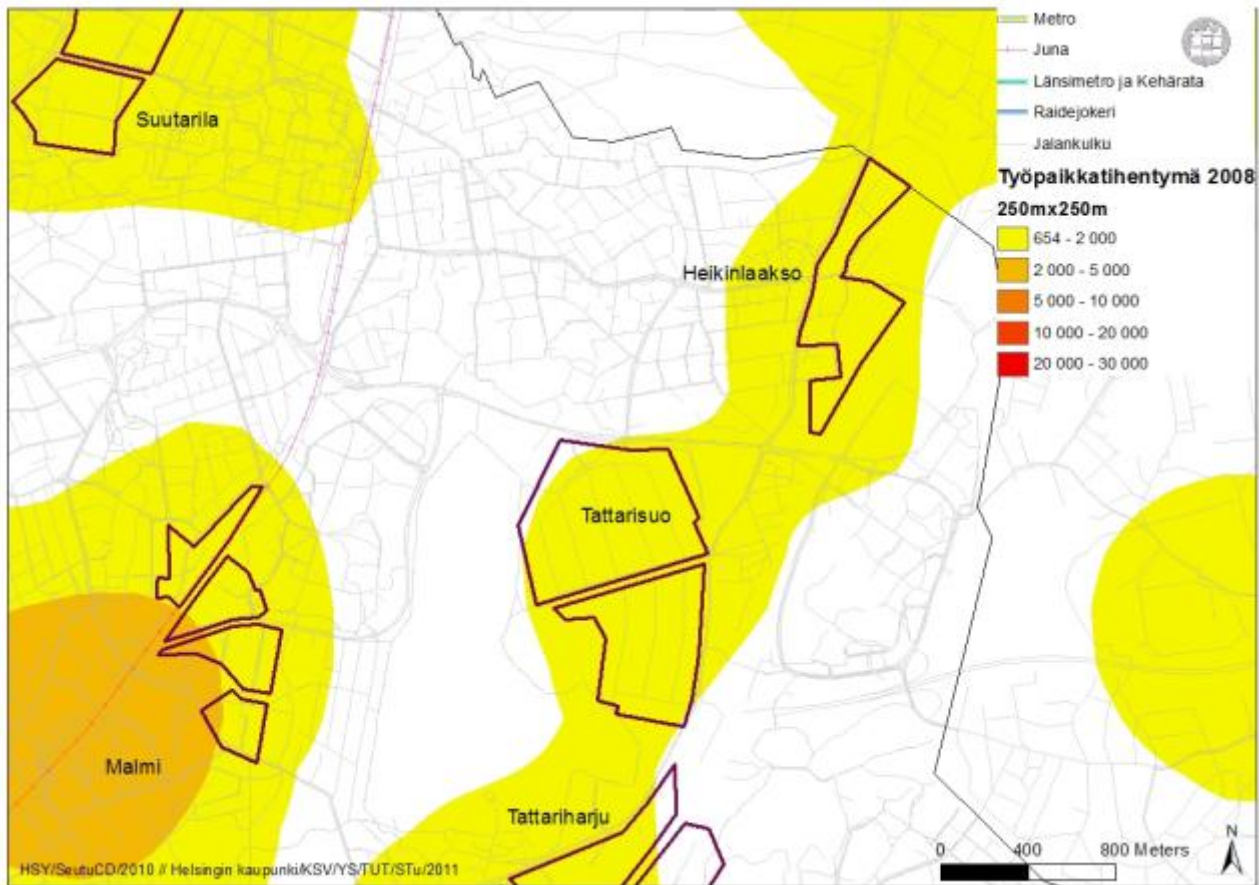 Metro
Juna
Länsimetro ja Kehärata
Raidejokeri
Jalankulku
Työpaikkatihentymä 2008
250mx250m
654 - 2 000
2 000 - 5 000
5 000 - 10 000
10 000 - 20 000
20 000 - 30 000
Suutarila
Heikinlaakso
Tattarisuo
Malmi
Tattariharju
N
0 400 800 Meters
HSY/SeutuCD/2010 // Helsingin kaupunki/KSV/YS/TUT/STu/2011